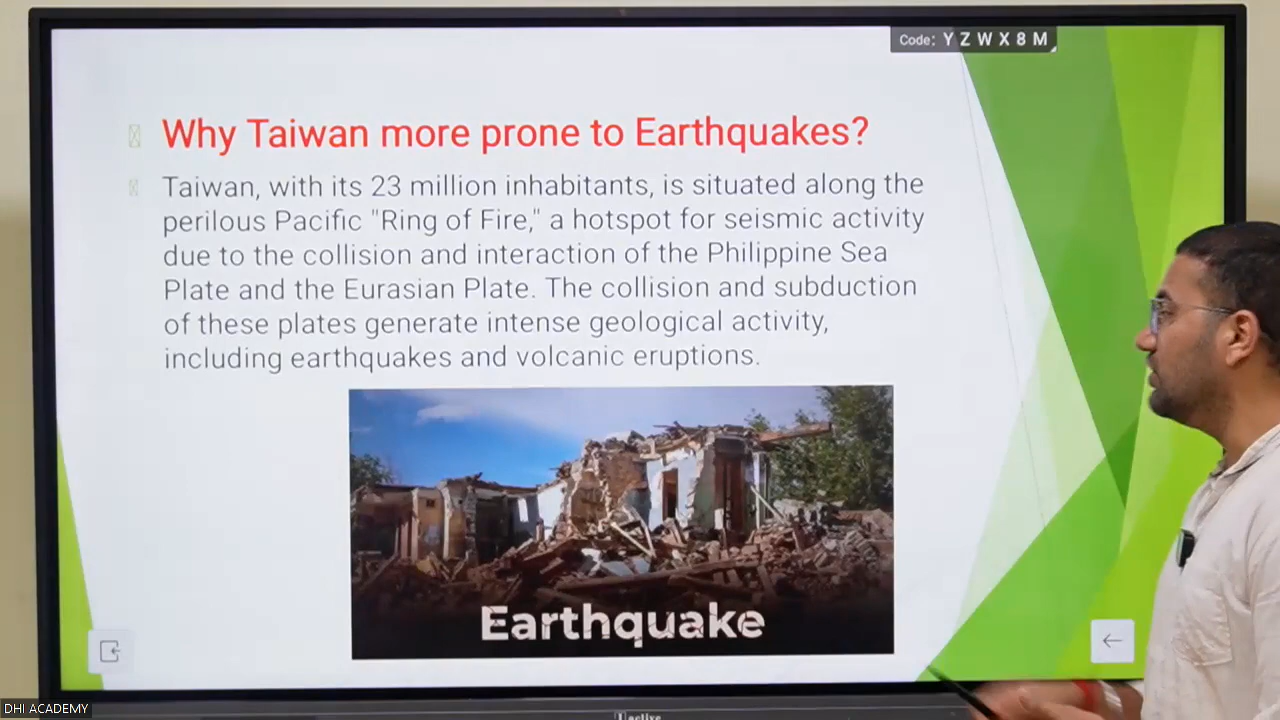 Code: Y Z W X 8 M
Why Taiwan more prone to Earthquakes?
Taiwan, with its 23 million inhabitants, is situated along the
perilous Pacific "Ring of Fire," a hotspot for seismic activity
due to the collision and interaction of the Philippine Sea
Plate and the Eurasian Plate. The collision and subduction
of these plates generate intense geological activity,
including earthquakes and volcanic eruptions.
Earthquake
DHI ACADEMY